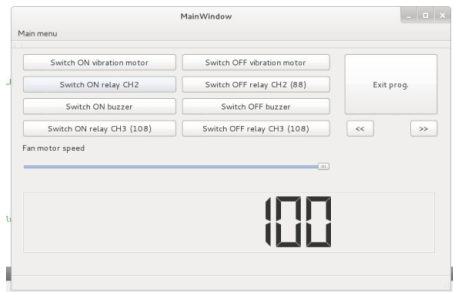 MainWindow
Main menu
Switch ON vibration motor
Switch OFF vibration motor
Switch ON relay CH2
Switch OFF relay CH2 (88)
Exit prog.
Switch ON buzzer
Switch OFF buzzer
Switch ON relay CH3 (108)
Switch OFF relay CH3 (108)
<<
>>
Fan motor speed
100